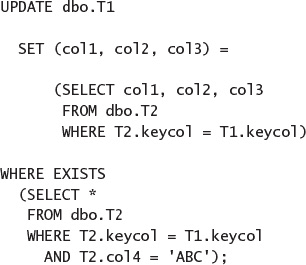 UPDATE dbo.T1
SET (col1, col2, col3) =
(SELECT col1, col2, col3
FROM dbo.T2
WHERE T2.keycol = T1.keycol)
WHERE EXISTS
(SELECT *
FROM dbo.T2
WHERE T2.keycol = T1.keycol
AND T2.col4 = 'ABC');